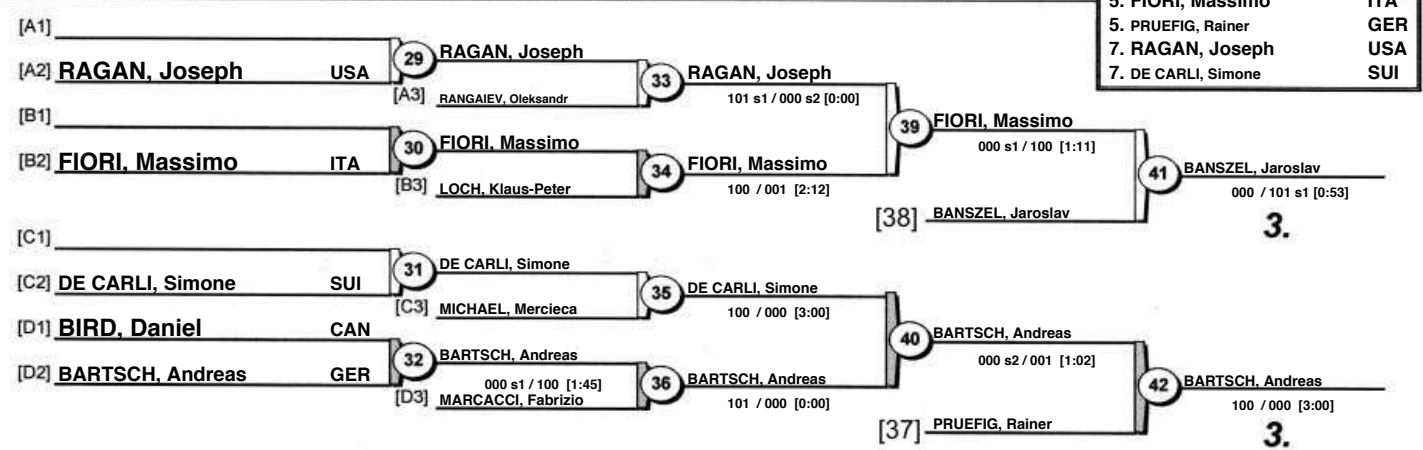 5. FIORI, Massimo ITA
5. PRUEFIG, Rainer GER
7. RAGAN, Joseph USA
7. DE CARLI, Simone SUI
[A1]
[A2] RAGAN, Joseph USA
29
RAGAN, Joseph
[A3] RANGAIEV, Oleksandr
33
RAGAN, Joseph
101 s1 / 000 s2 [0:00]
[B1]
[B2] FIORI, Massimo ITA
30
FIORI, Massimo
[B3] LOCH, Klaus-Peter
34
FIORI, Massimo
100 / 001 [2:12]
39
FIORI, Massimo
000 s1 / 100 [1:11]
[38] BANSZEL, Jaroslav
41
BANSZEL, Jaroslav
000 / 101 s1 [0:53]
3.
[C1]
[C2] DE CARLI, Simone SUI
31
DE CARLI, Simone
[C3] MICHAEL, Mercieca
35
DE CARLI, Simone
100 / 000 [3:00]
[D1] BIRD, Daniel CAN
[D2] BARTSCH, Andreas GER
32
BARTSCH, Andreas
000 s1 / 100 [1:45]
[D3] MARCACCI, Fabrizio
36
BARTSCH, Andreas
101 / 000 [0:00]
40
BARTSCH, Andreas
000 s2 / 001 [1:02]
[37] PRUEFIG, Rainer
42
BARTSCH, Andreas
100 / 000 [3:00]
3.